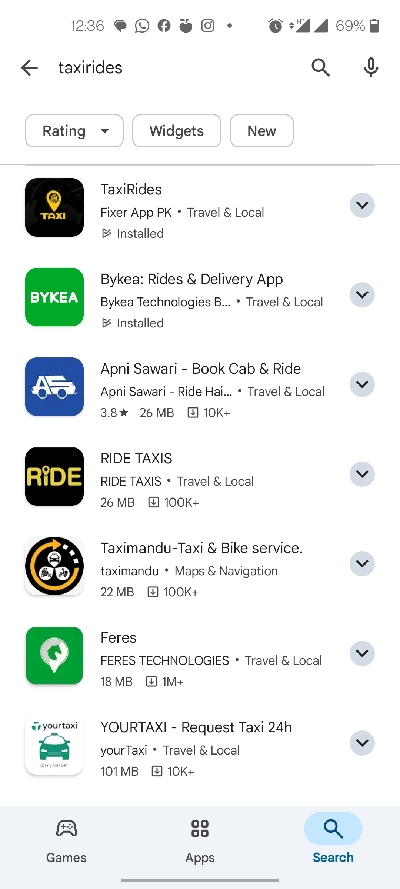 12:36
69%
taxirides
Rating
Widgets
New
TAXI
TaxiRides
Fixer App PK • Travel & Local
Installed
BYKEA
Bykea: Rides & Delivery App
Bykea Technologies B... • Travel & Local
Installed
Apni Sawari - Book Cab & Ride
Apni Sawari - Ride Hai... • Travel & Local
3.8★ 26 MB 10K+
RiDE
RIDE TAXIS
RIDE TAXIS • Travel & Local
26 MB 100K+
Taximandu-Taxi & Bike service.
taximandu • Maps & Navigation
22 MB 100K+
Feres
FERES TECHNOLOGIES • Travel & Local
18 MB 1M+
yourtaxi
CITY | AIRPORT
YOURTAXI - Request Taxi 24h
yourTaxi • Travel & Local
101 MB 10K+
Games
Apps
Search